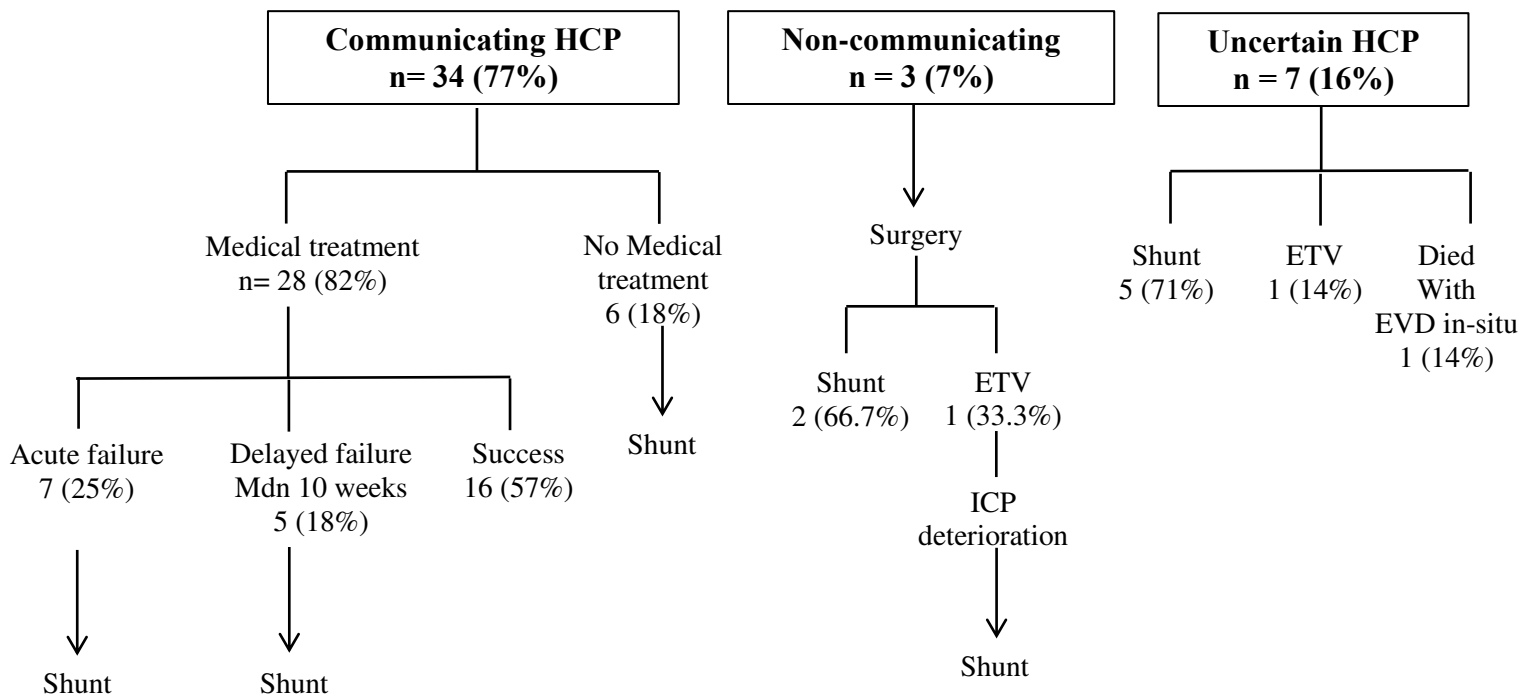 Communicating HCP
n= 34 (77%)
Non-communicating
n = 3 (7%)
Uncertain HCP
n = 7 (16%)
Medical treatment
n= 28 (82%)
No Medical
treatment
6 (18%)
Surgery
Shunt
5 (71%)
ETV
1 (14%)
Died
With
EVD in-situ
1 (14%)
Acute failure
7 (25%)
Delayed failure
Mdn 10 weeks
5 (18%)
Success
16 (57%)
Shunt
Shunt
2 (66.7%)
ETV
1 (33.3%)
ICP
deterioration
Shunt
Shunt
Shunt